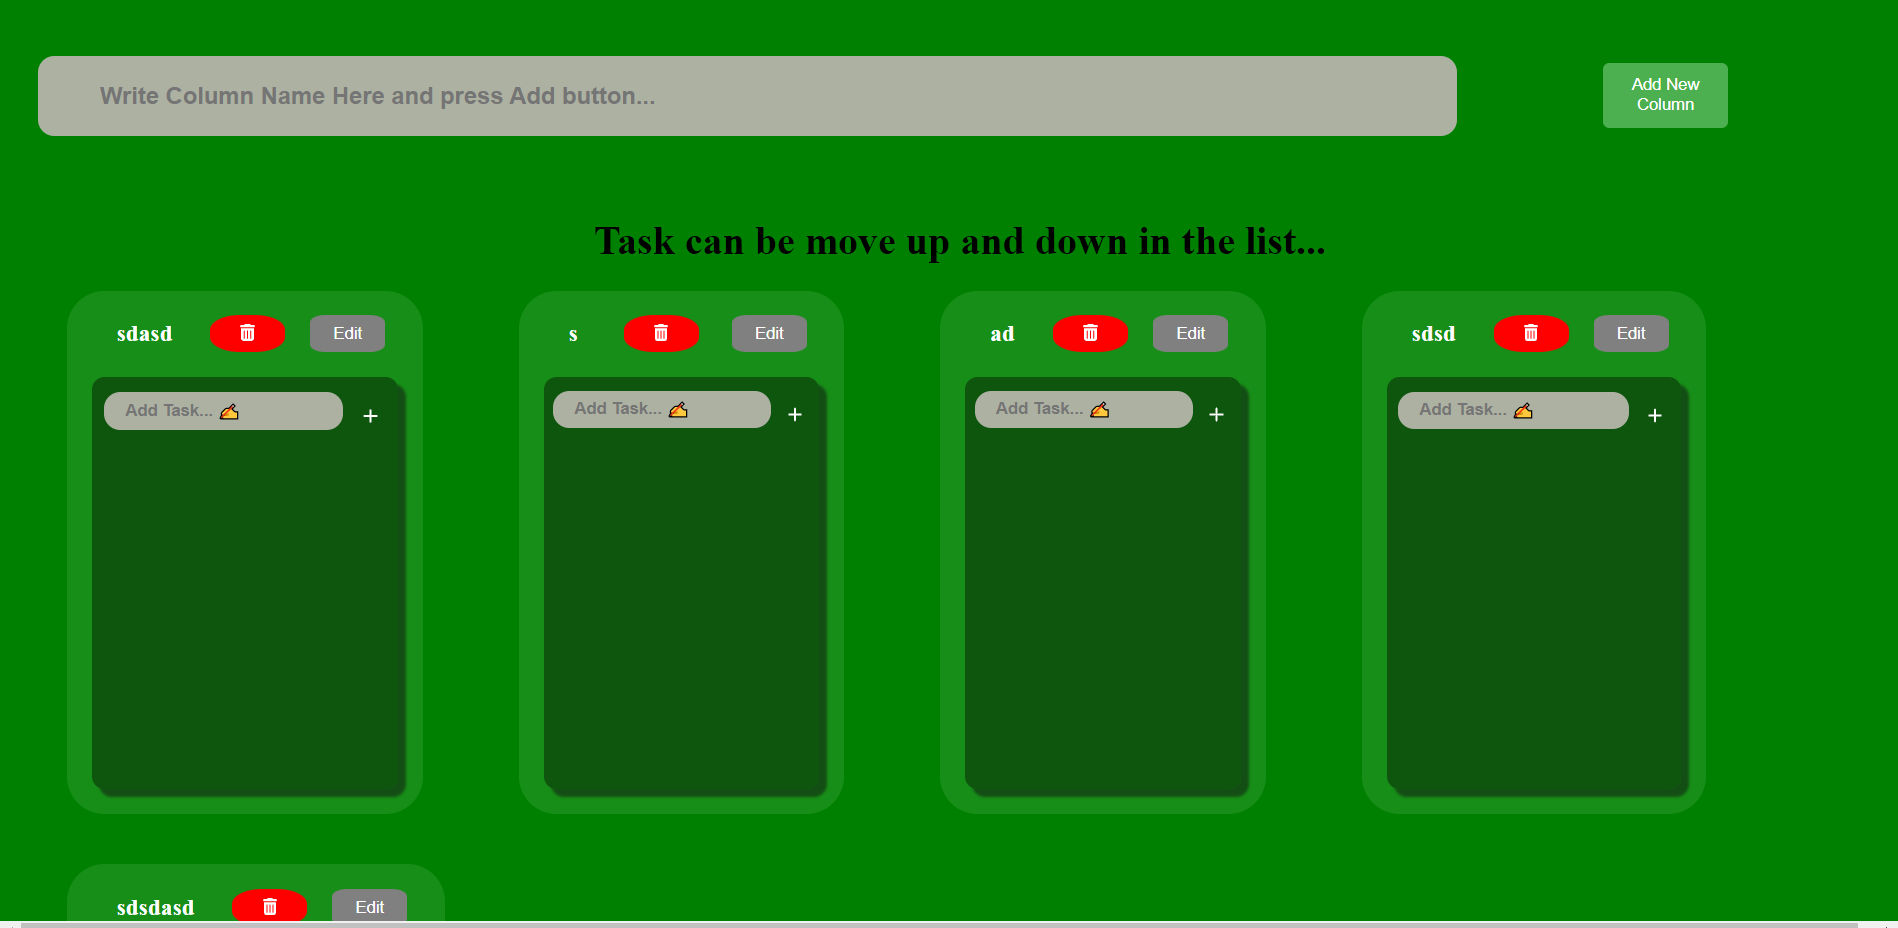 Write Column Name Here and press Add button...
Add New
Column
Task can be move up and down in the list...
sdasd Edit
s Edit
ad Edit
sdsd Edit
Add Task... ✍ +
Add Task... ✍ +
Add Task... ✍ +
Add Task... ✍ +
sdsdasd Edit